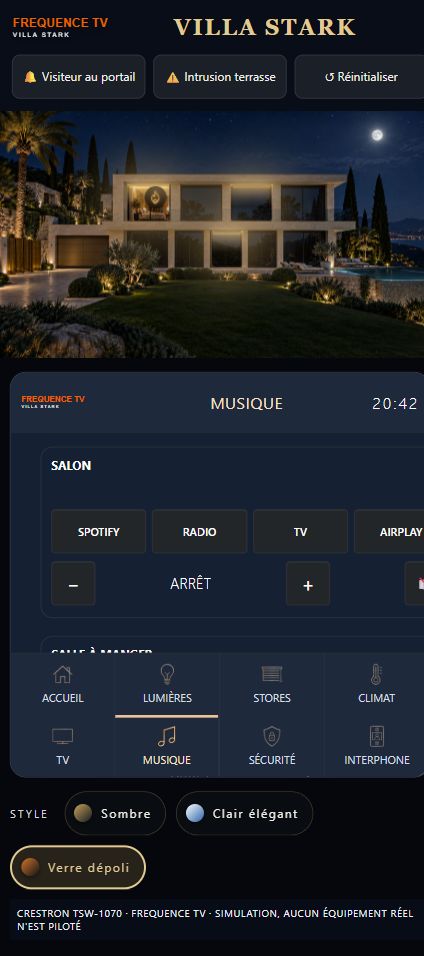 FREQUENCE TV
VILLA STARK
VILLA STARK
Visiteur au portail
Intrusion terrasse
↺ Réinitialiser
FREQUENCE TV
VILLA STARK
MUSIQUE
20:42
SALON
SPOTIFY
RADIO
TV
AIRPLAY
−
ARRÊT
+
SALLE À MANGER
ACCUEIL
LUMIÈRES
STORES
CLIMAT
TV
MUSIQUE
SÉCURITÉ
INTERPHONE
STYLE
Sombre
Clair élégant
Verre dépoli
CRESTRON TSW-1070 · FREQUENCE TV · SIMULATION, AUCUN ÉQUIPEMENT RÉEL
N'EST PILOTÉ